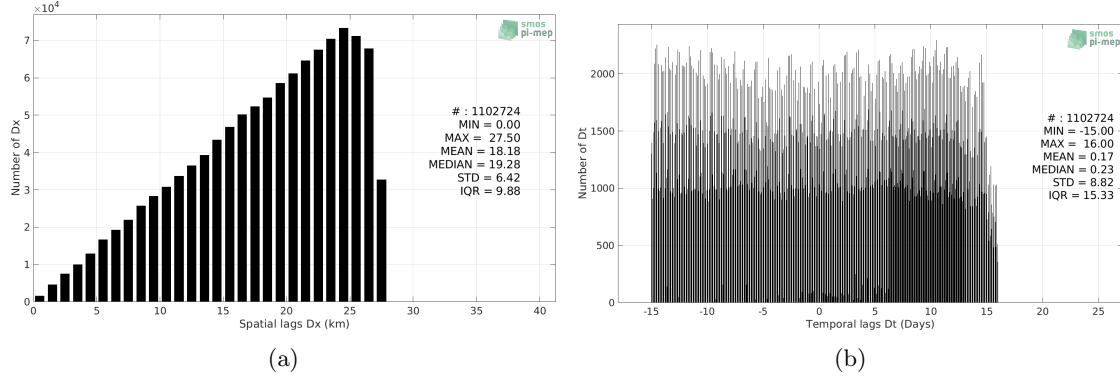 ×10⁴
smos
pi-mep
7
6
5
4
3
2
1
0
Number of Dx
# : 1102724
MIN = 0.00
MAX = 27.50
MEAN = 18.18
MEDIAN = 19.28
STD = 6.42
IQR = 9.88
0 5 10 15 20 25 30 35 40
Spatial lags Dx (km)
(a)
smos
pi-mep
2000
1500
1000
500
0
Number of Dt
# : 1102724
MIN = -15.00
MAX = 16.00
MEAN = 0.17
MEDIAN = 0.23
STD = 8.82
IQR = 15.33
-15 -10 -5 0 5 10 15 20 25
Temporal lags Dt (Days)
(b)